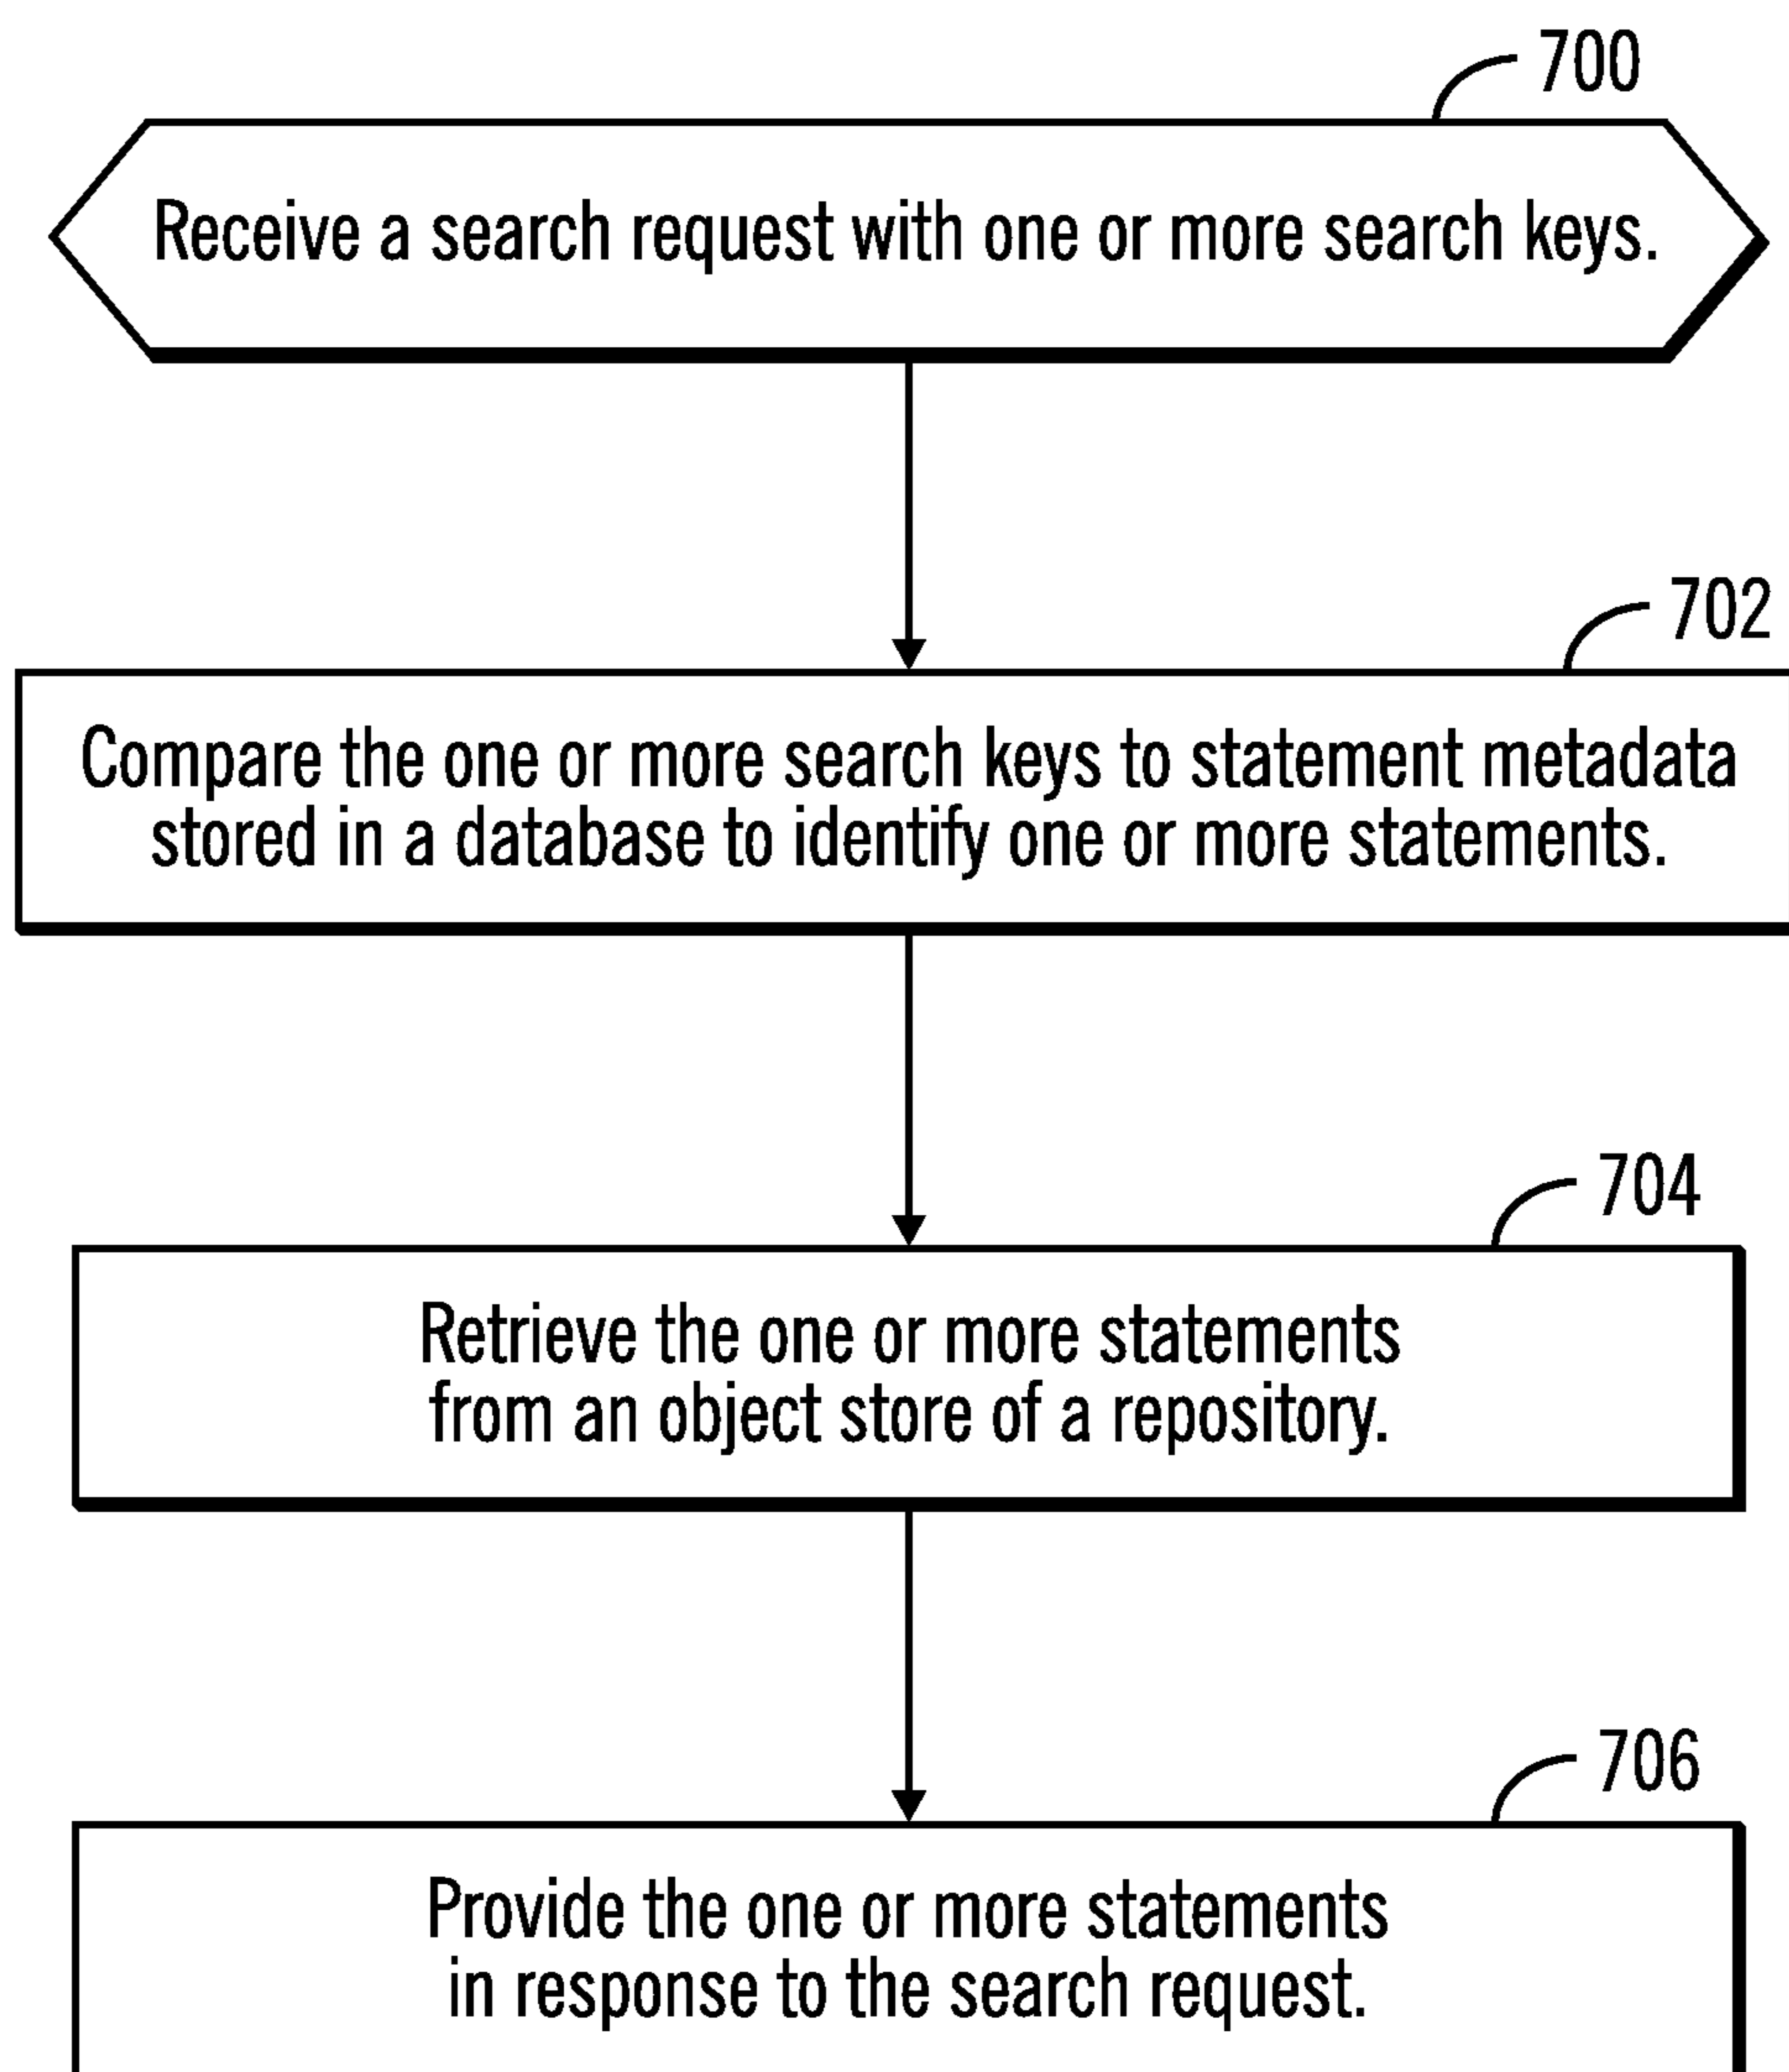 700
Receive a search request with one or more search keys.
702
Compare the one or more search keys to statement metadata
stored in a database to identify one or more statements.
704
Retrieve the one or more statements
from an object store of a repository.
706
Provide the one or more statements
in response to the search request.